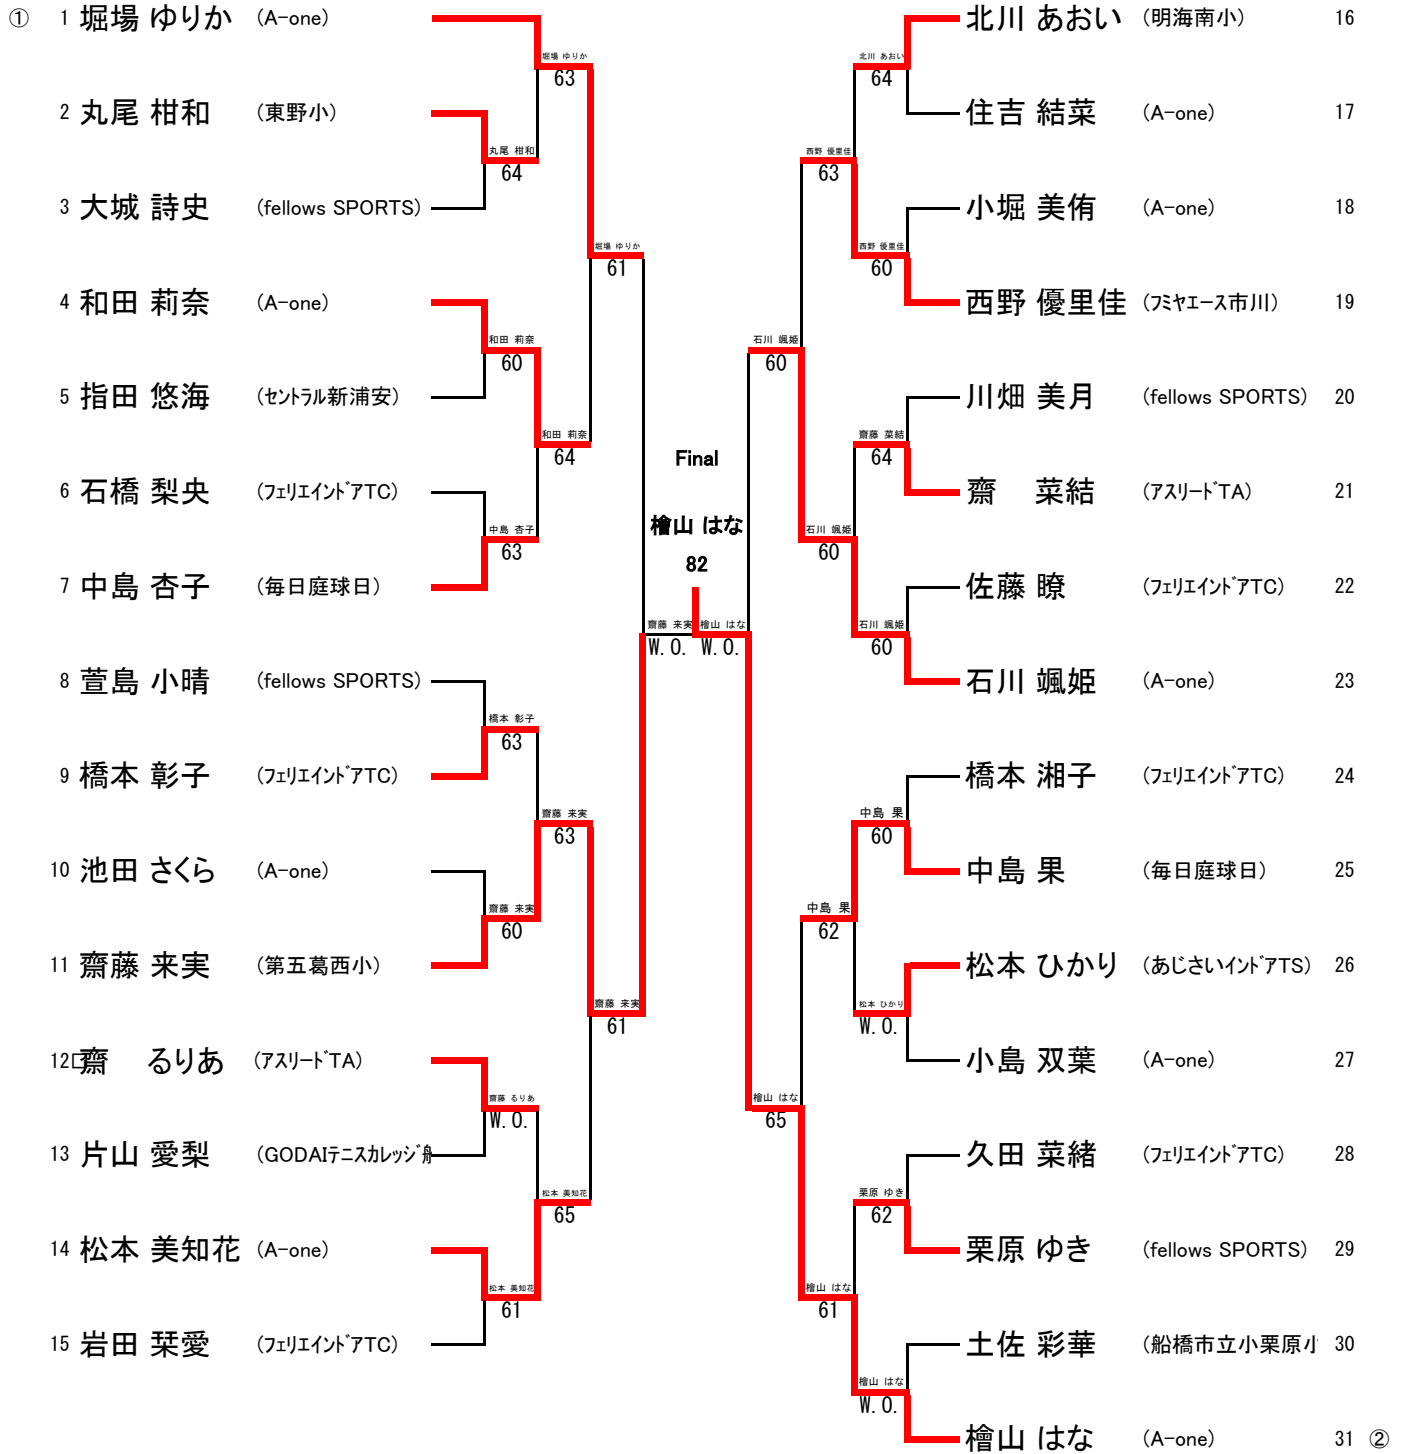 ① 1 堀場 ゆりか (A-one)
北川 あおい (明海南小) 16
堀場 ゆりか
63
北川 あおい
64
2 丸尾 柑和 (東野小)
住吉 結菜 (A-one) 17
丸尾 柑和
64
西野 優里佳
63
3 大城 詩史 (fellows SPORTS)
小堀 美侑 (A-one) 18
堀場 ゆりか
61
西野 優里佳
60
4 和田 莉奈 (A-one)
西野 優里佳 (フミヤエース市川) 19
和田 莉奈
60
石川 颯姫
60
5 指田 悠海 (セントラル新浦安)
川畑 美月 (fellows SPORTS) 20
和田 莉奈
64
齋藤 菜結
64
Final
6 石橋 梨央 (フェリエインドアTC)
齋 菜結 (アスリードTA) 21
檜山 はな
82
中島 杏子
63
石川 颯姫
60
7 中島 杏子 (毎日庭球日)
佐藤 瞭 (フェリエインドアTC) 22
齋藤 来実
W.O.
檜山 はな
W.O.
石川 颯姫
60
8 萱島 小晴 (fellows SPORTS)
石川 颯姫 (A-one) 23
橋本 彰子
63
9 橋本 彰子 (フェリエインドアTC)
橋本 湘子 (フェリエインドアTC) 24
齋藤 来実
63
中島 果
60
10 池田 さくら (A-one)
中島 果 (毎日庭球日) 25
齋藤 来実
60
中島 果
62
11 齋藤 来実 (第五葛西小)
松本 ひかり (あじさいインドアTS) 26
齋藤 来実
61
松本 ひかり
W.O.
12□齋 るりあ (アスリードTA)
小島 双葉 (A-one) 27
齋藤 るりあ
W.O.
檜山 はな
65
13 片山 愛梨 (GODAIテニスカレッジ船
久田 菜緒 (フェリエインドアTC) 28
松本 美知花
65
栗原 ゆき
62
14 松本 美知花 (A-one)
栗原 ゆき (fellows SPORTS) 29
松本 美知花
61
檜山 はな
61
15 岩田 栞愛 (フェリエインドアTC)
土佐 彩華 (船橋市立小栗原小 30
檜山 はな
W.O.
檜山 はな (A-one) 31 ②